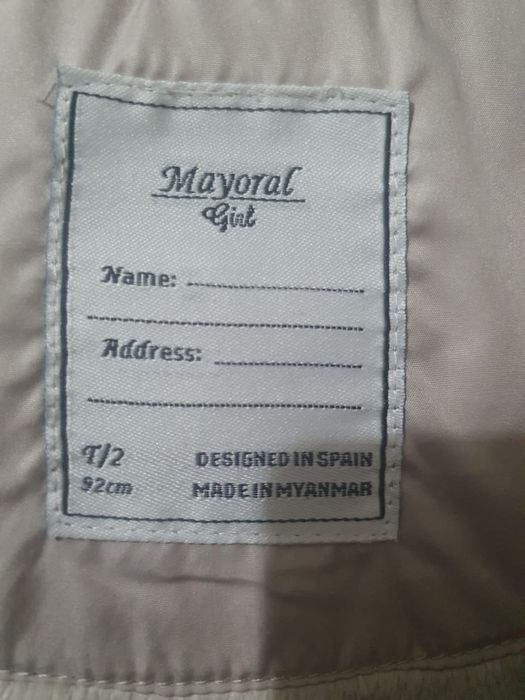 Mayoral
Girl
Name:
Address:
T/2 DESIGNED IN SPAIN
92cm MADE IN MYANMAR